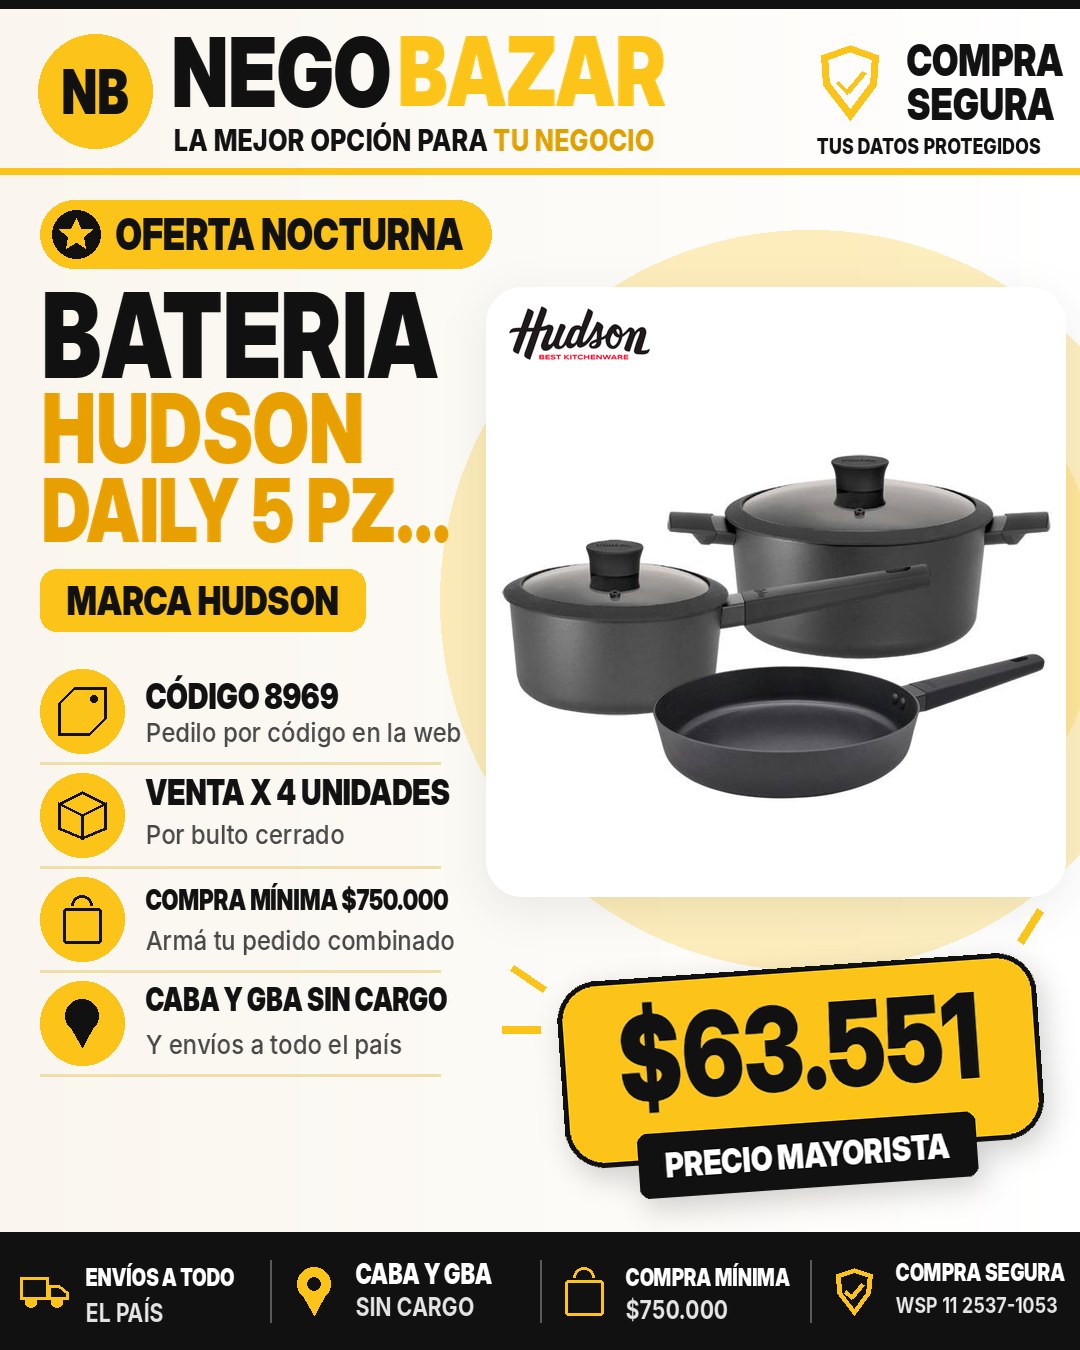 NB
NEGOBAZAR
LA MEJOR OPCIÓN PARA TU NEGOCIO
COMPRA
SEGURA
TUS DATOS PROTEGIDOS
OFERTA NOCTURNA
BATERIA
HUDSON
DAILY 5 PZ...
MARCA HUDSON
CÓDIGO 8969
Pedilo por código en la web
VENTA X 4 UNIDADES
Por bulto cerrado
COMPRA MÍNIMA $750.000
Armá tu pedido combinado
CABA Y GBA SIN CARGO
Y envíos a todo el país
Hudson
BEST KITCHENWARE
$63.551
PRECIO MAYORISTA
ENVÍOS A TODO
EL PAÍS
CABA Y GBA
SIN CARGO
COMPRA MÍNIMA
$750.000
COMPRA SEGURA
WSP 11 2537-1053